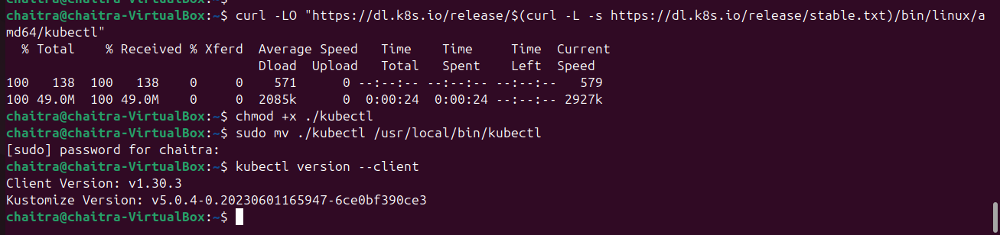 chaitra@chaitra-VirtualBox:~$ curl -LO "https://dl.k8s.io/release/$(curl -L -s https://dl.k8s.io/release/stable.txt)/bin/linux/a
md64/kubectl"
  % Total    % Received % Xferd  Average Speed   Time    Time     Time  Current
                                 Dload  Upload   Total   Spent    Left  Speed
100   138  100   138    0     0    571      0 --:--:-- --:--:-- --:--:--   579
100 49.0M  100 49.0M    0     0  2085k      0  0:00:24  0:00:24 --:--:-- 2927k
chaitra@chaitra-VirtualBox:~$ chmod +x ./kubectl
chaitra@chaitra-VirtualBox:~$ sudo mv ./kubectl /usr/local/bin/kubectl
[sudo] password for chaitra:
chaitra@chaitra-VirtualBox:~$ kubectl version --client
Client Version: v1.30.3
Kustomize Version: v5.0.4-0.20230601165947-6ce0bf390ce3
chaitra@chaitra-VirtualBox:~$